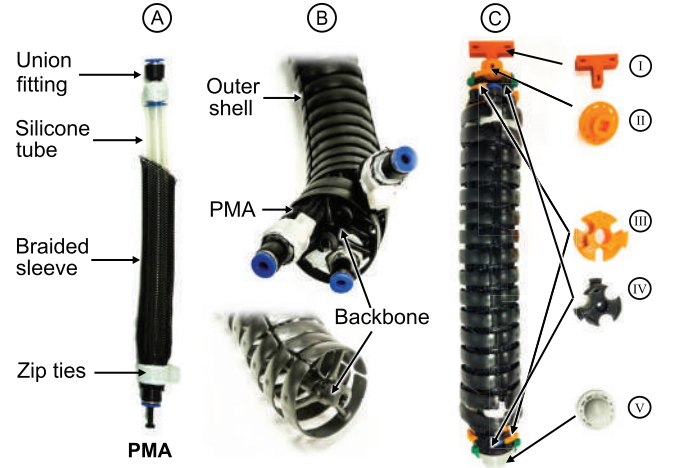 A
B
C
Union
fitting
Silicone
tube
Braided
sleeve
Zip ties
PMA
Outer
shell
PMA
Backbone
I
II
III
IV
V